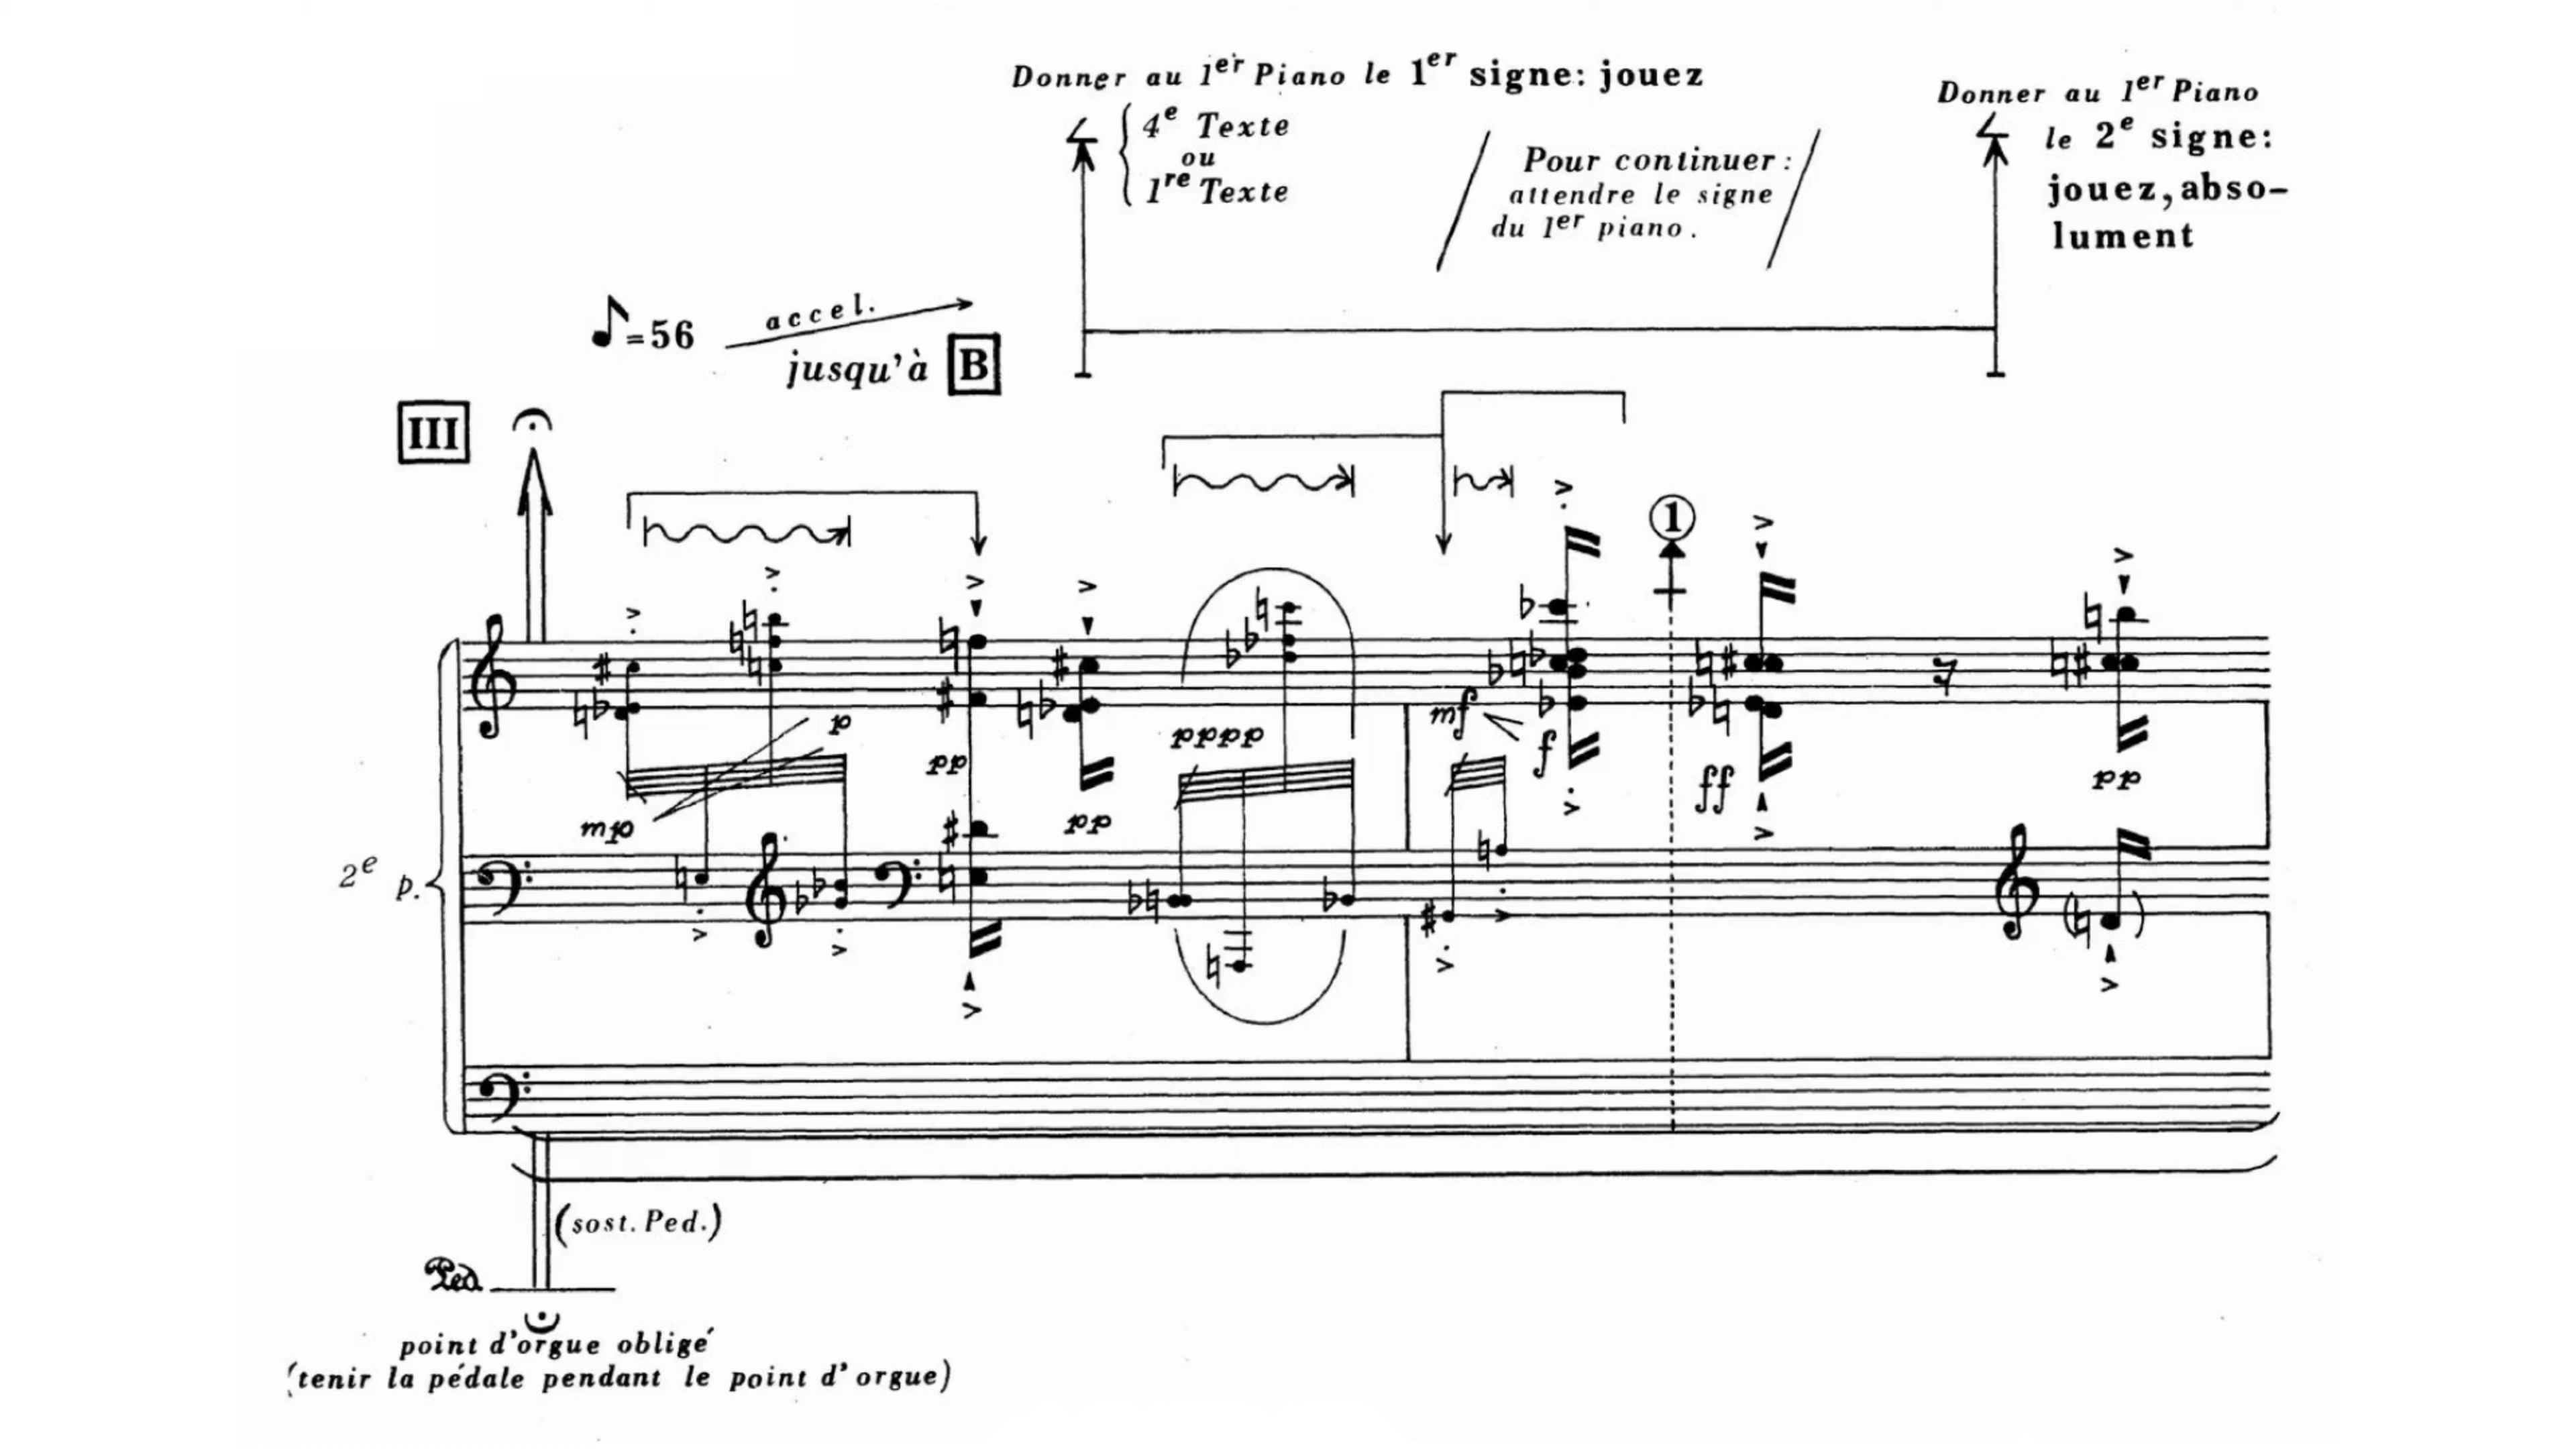 Donner au 1er Piano le 1er signe: jouez
4e Texte
ou
1re Texte
Pour continuer:
attendre le signe
du 1er piano.
Donner au 1er Piano
le 2e signe:
jouez, abso-
lument
=56
accel.
jusqu'à B
III
1
p
mp
pp
pp
pppp
mf
f
ff
pp
2e p.
(sost. Ped.)
Ped.
point d'orgue obligé
(tenir la pédale pendant le point d'orgue)